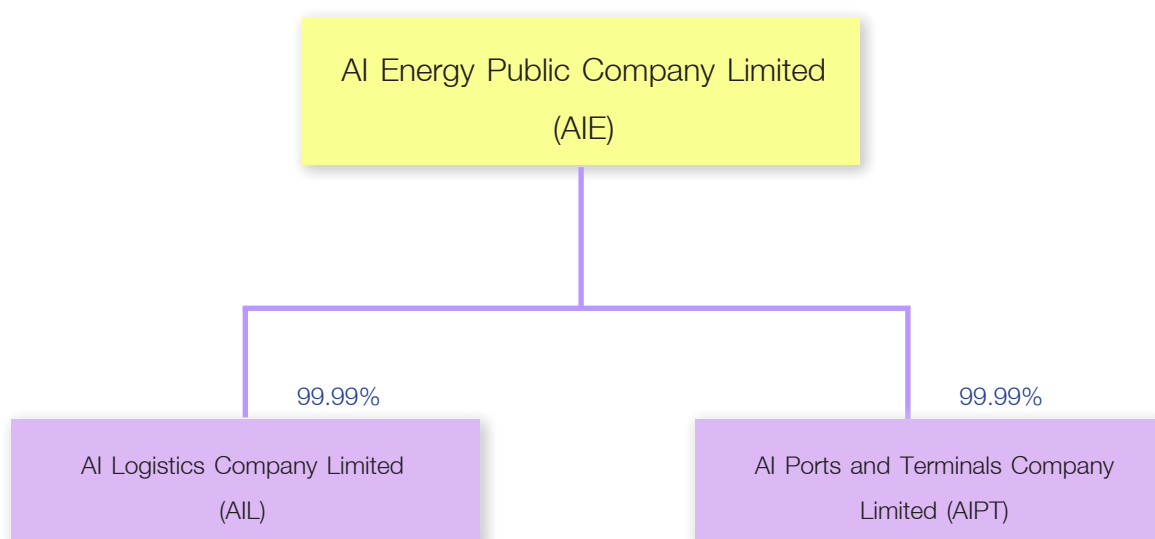 AI Energy Public Company Limited
(AIE)
99.99%
99.99%
AI Logistics Company Limited
(AIL)
AI Ports and Terminals Company
Limited (AIPT)